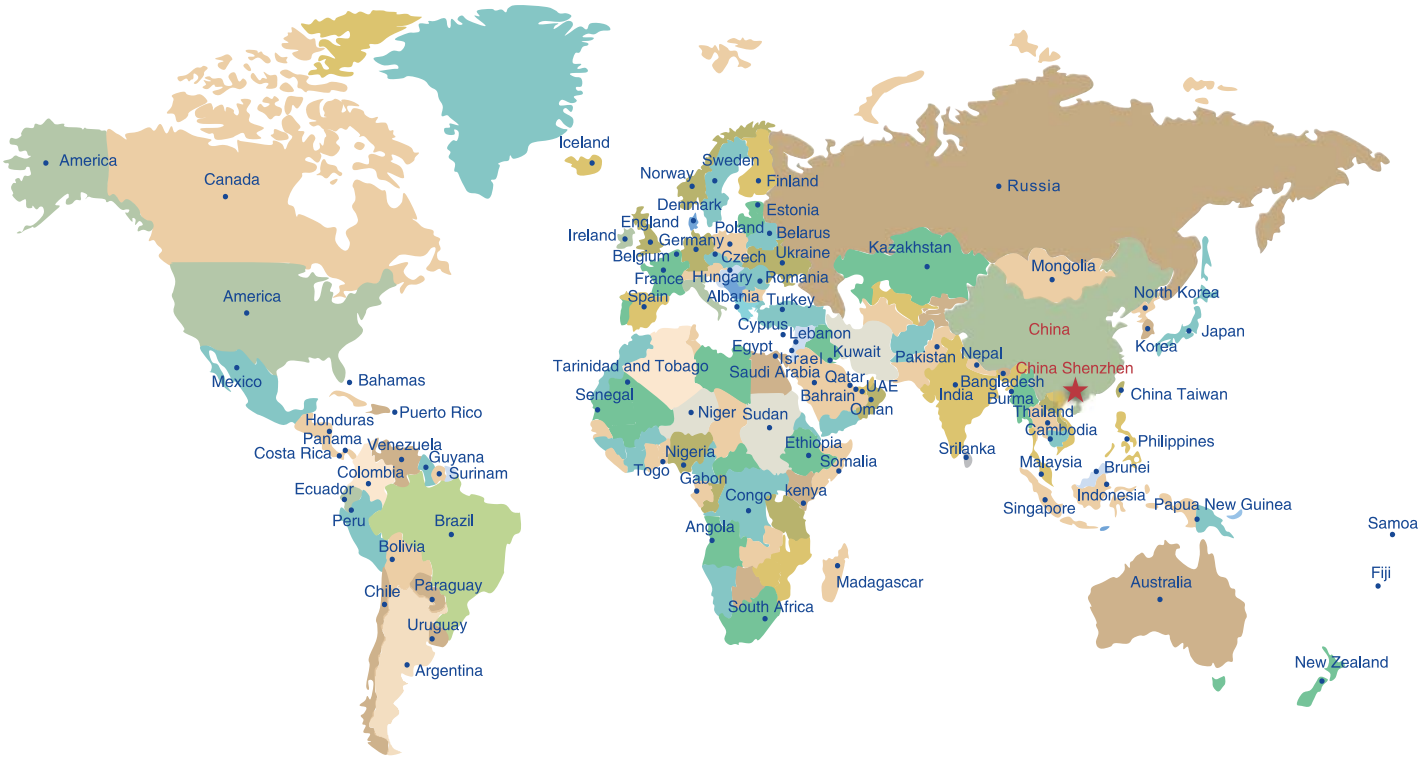 America
Canada
America
Mexico
Bahamas
Puerto Rico
Honduras
Panama
Costa Rica
Venezuela
Guyana
Surinam
Colombia
Ecuador
Peru
Brazil
Bolivia
Paraguay
Chile
Uruguay
Argentina
Iceland
Norway
Sweden
Finland
Denmark
Estonia
England
Ireland
Poland
Belarus
Germany
Belgium
Czech
Ukraine
France
Hungary
Romania
Spain
Albania
Turkey
Cyprus
Lebanon
Egypt
Israel
Kuwait
Tarinidad and Tobago
Saudi Arabia
Qatar
UAE
Bahrain
Oman
Senegal
Niger
Sudan
Nigeria
Ethiopia
Togo
Somalia
Gabon
Congo
kenya
Angola
Madagascar
South Africa
Russia
Kazakhstan
Mongolia
North Korea
China
Japan
Korea
Pakistan
Nepal
China Shenzhen
India
Bangladesh
Burma
China Taiwan
Thailand
Cambodia
Philippines
Srilanka
Malaysia
Brunei
Singapore
Indonesia
Papua New Guinea
Samoa
Fiji
Australia
New Zealand